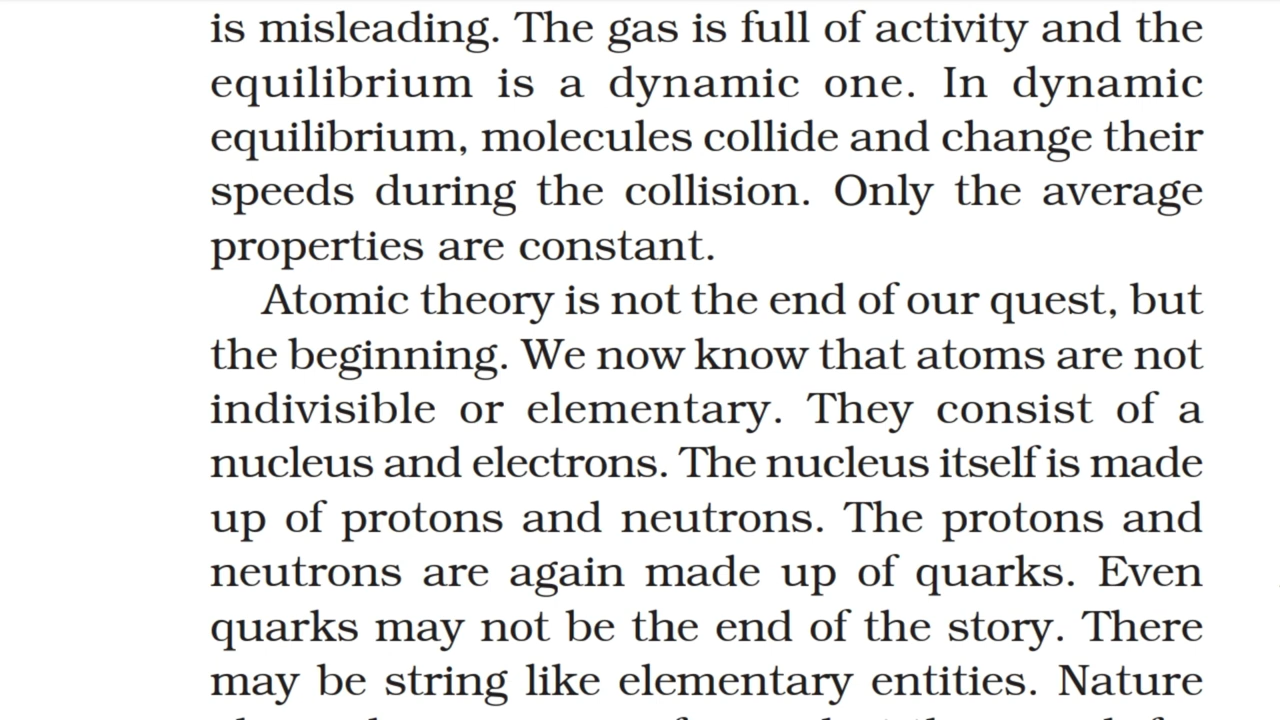 is misleading. The gas is full of activity and the
equilibrium is a dynamic one. In dynamic
equilibrium, molecules collide and change their
speeds during the collision. Only the average
properties are constant.
Atomic theory is not the end of our quest, but
the beginning. We now know that atoms are not
indivisible or elementary. They consist of a
nucleus and electrons. The nucleus itself is made
up of protons and neutrons. The protons and
neutrons are again made up of quarks. Even
quarks may not be the end of the story. There
may be string like elementary entities. Nature